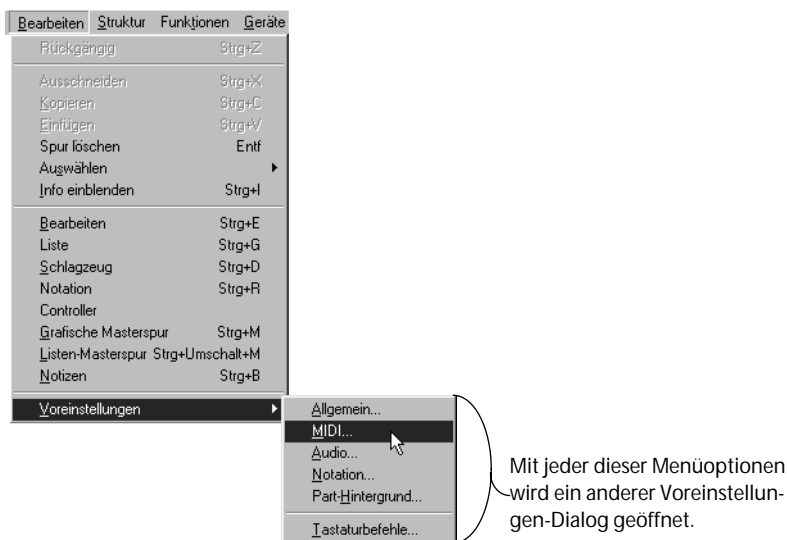 Bearbeiten Struktur Funktionen Geräte
Rückgängig Strg+Z
Ausschneiden Strg+X
Kopieren Strg+C
Einfügen Strg+V
Spur löschen Entf
Auswählen
Info einblenden Strg+I
Bearbeiten Strg+E
Liste Strg+G
Schlagzeug Strg+D
Notation Strg+R
Controller
Grafische Masterspur Strg+M
Listen-Masterspur Strg+Umschalt+M
Notizen Strg+B
Voreinstellungen
Allgemein...
MIDI...
Audio...
Notation...
Part-Hintergrund...
Tastaturbefehle...
Mit jeder dieser Menüoptionen
wird ein anderer Voreinstellun-
gen-Dialog geöffnet.